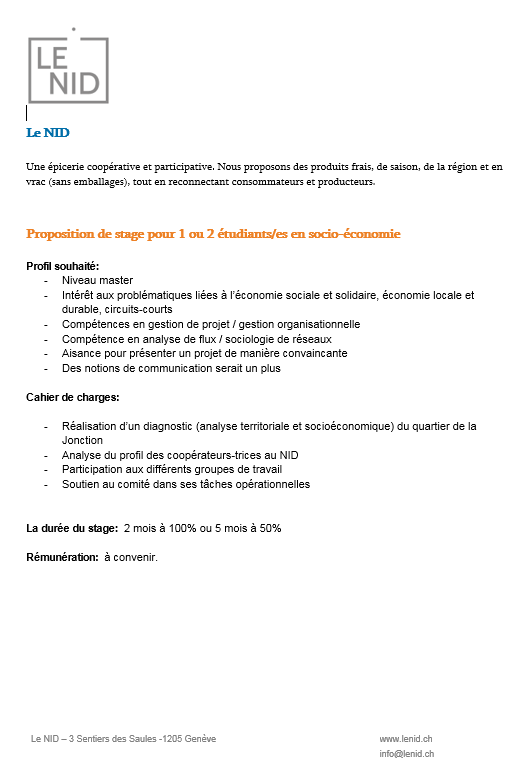 LE
NID
Le NID
Une épicerie coopérative et participative. Nous proposons des produits frais, de saison, de la région et en
vrac (sans emballages), tout en reconnectant consommateurs et producteurs.
Proposition de stage pour 1 ou 2 étudiants/es en socio-économie
Profil souhaité:
- Niveau master
- Intérêt aux problématiques liées à l'économie sociale et solidaire, économie locale et
durable, circuits-courts
- Compétences en gestion de projet / gestion organisationnelle
- Compétence en analyse de flux / sociologie de réseaux
- Aisance pour présenter un projet de manière convaincante
- Des notions de communication serait un plus
Cahier de charges:
- Réalisation d'un diagnostic (analyse territoriale et socioéconomique) du quartier de la
Jonction
- Analyse du profil des coopérateurs-trices au NID
- Participation aux différents groupes de travail
- Soutien au comité dans ses tâches opérationnelles
La durée du stage: 2 mois à 100% ou 5 mois à 50%
Rémunération: à convenir.
Le NID – 3 Sentiers des Saules -1205 Genève
www.lenid.ch
info@lenid.ch